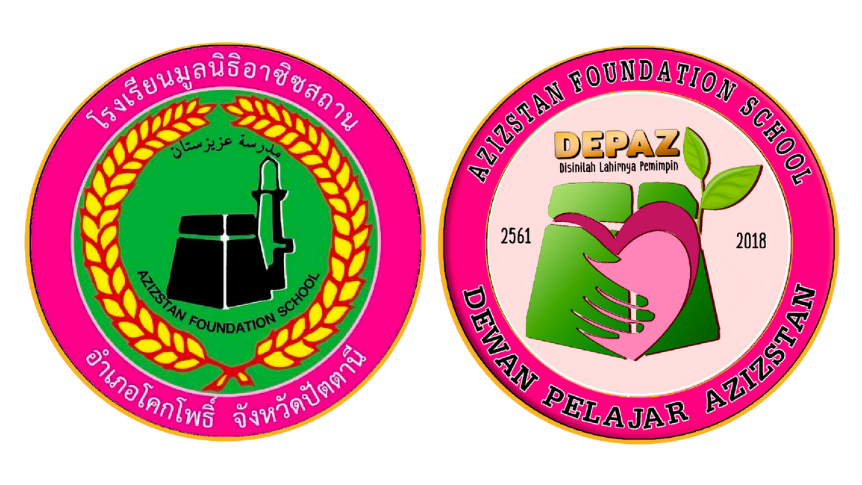 โรงเรียนมูลนิธิอาซิซสถาน
مدرسة عزيزستان
AZIZSTAN FOUNDATION SCHOOL
อำเภอโคกโพธิ์ จังหวัดปัตตานี
AZIZSTAN FOUNDATION SCHOOL
DEPAZ
Disinilah Lahirnya Pemimpin
2561
2018
DEWAN PELAJAR AZIZSTAN